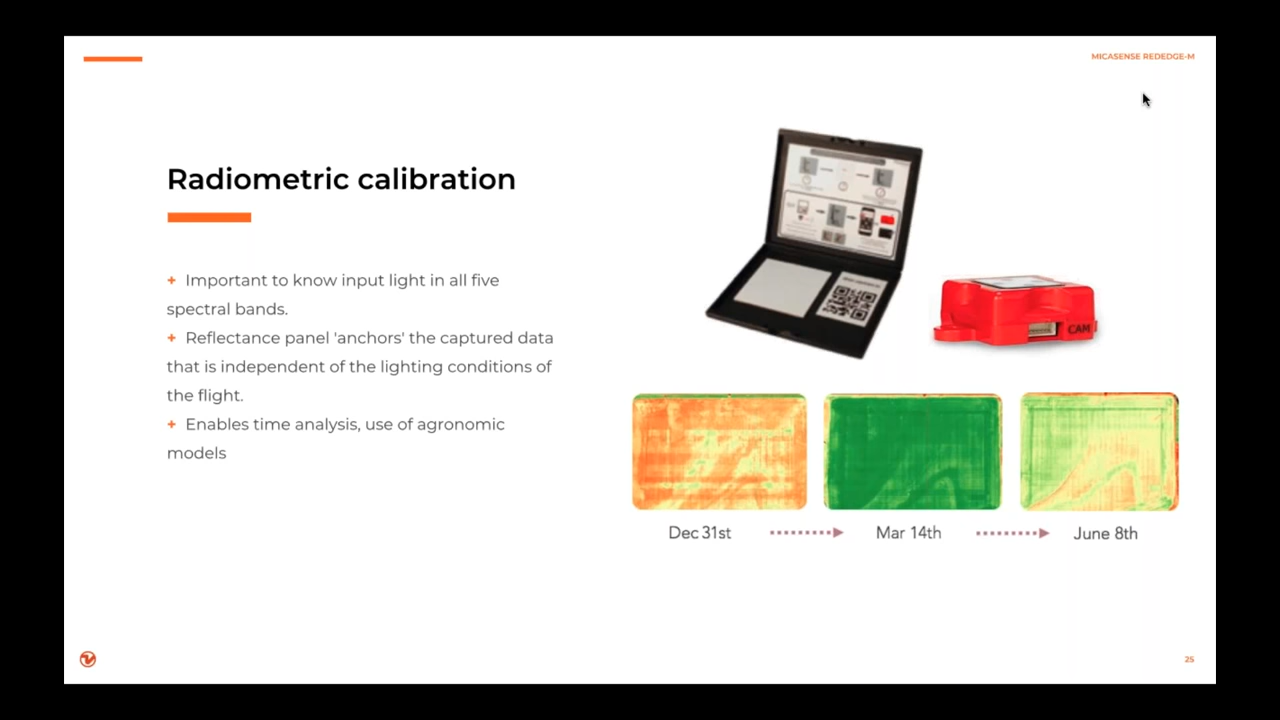 MICASENSE REDEDGE-M
Radiometric calibration
+ Important to know input light in all five
spectral bands.
+ Reflectance panel 'anchors' the captured data
that is independent of the lighting conditions of
the flight.
+ Enables time analysis, use of agronomic
models
CAM
Dec 31st
Mar 14th
June 8th
25